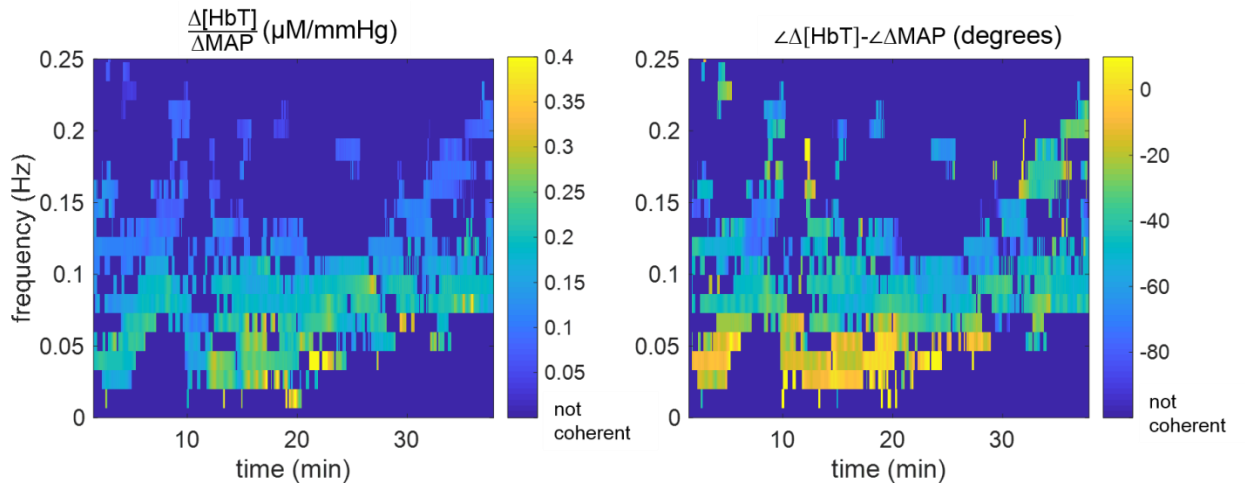 Δ[HbT]
ΔMAP (μM/mmHg)
∠Δ[HbT]-∠ΔMAP (degrees)
0.25
0.2
0.15
0.1
0.05
0
frequency (Hz)
10 20 30
time (min)
0.4
0.35
0.3
0.25
0.2
0.15
0.1
0.05
not
coherent
0.25
0.2
0.15
0.1
0.05
0
10 20 30
time (min)
0
-20
-40
-60
-80
not
coherent